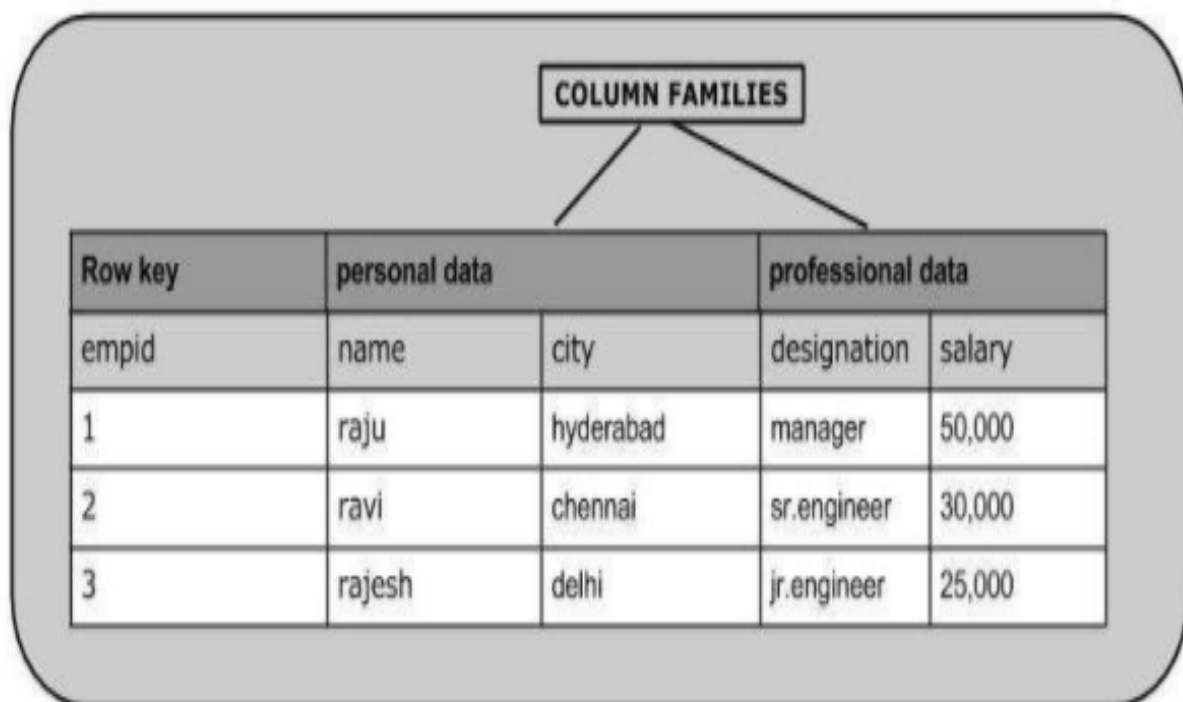 COLUMN FAMILIES
Row key personal data professional data
empid name city designation salary
1 raju hyderabad manager 50,000
2 ravi chennai sr.engineer 30,000
3 rajesh delhi jr.engineer 25,000